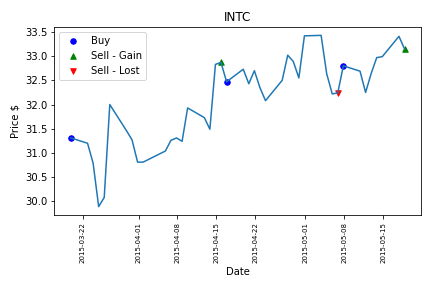 INTC
Buy
Sell - Gain
Sell - Lost
Price $
33.5
33.0
32.5
32.0
31.5
31.0
30.5
30.0
2015-03-22
2015-04-01
2015-04-08
2015-04-15
2015-04-22
2015-05-01
2015-05-08
2015-05-15
Date